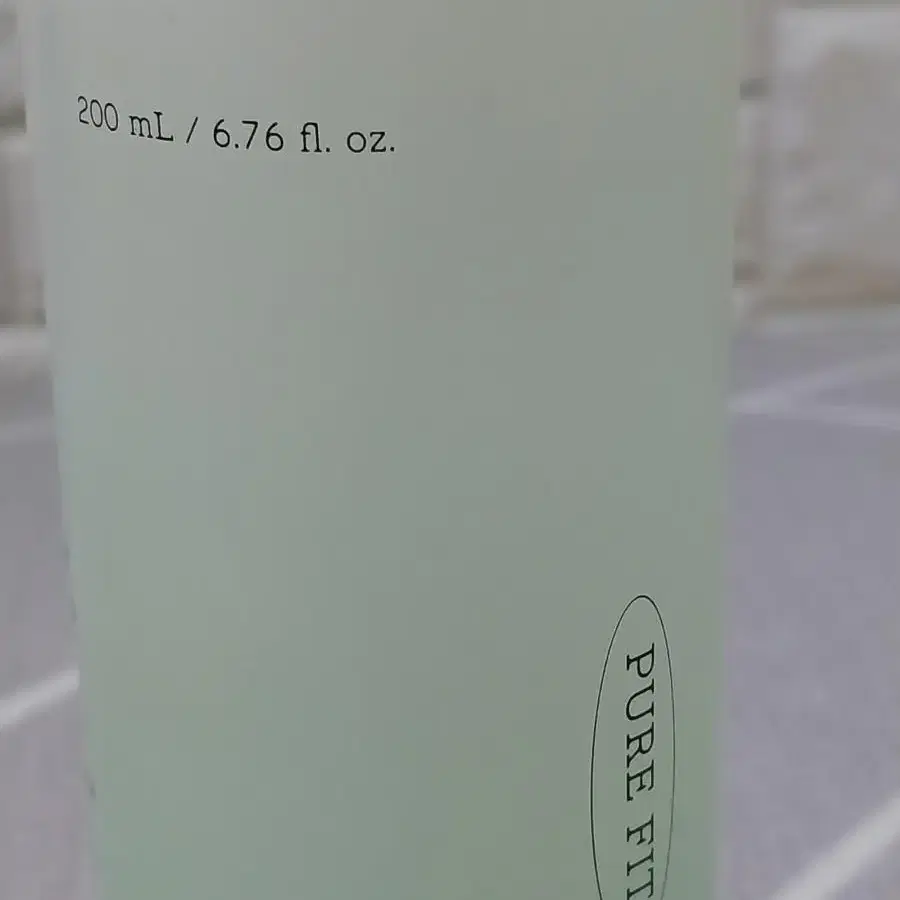 200 mL / 6.76 fl. oz.
PURE FIT